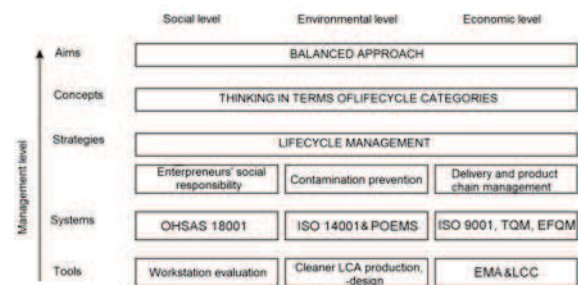 Social level Environmental level Economic level
Aims BALANCED APPROACH
Concepts THINKING IN TERMS OFLIFECYCLE CATEGORIES
Strategies LIFECYCLE MANAGEMENT
Enterpreneurs' social
responsibility
Contamination prevention
Delivery and product
chain management
Systems OHSAS 18001 ISO 14001& POEMS ISO 9001, TQM, EFQM
Tools Workstation evaluation
Cleaner LCA production,
-design
EMA&LCC
Management level